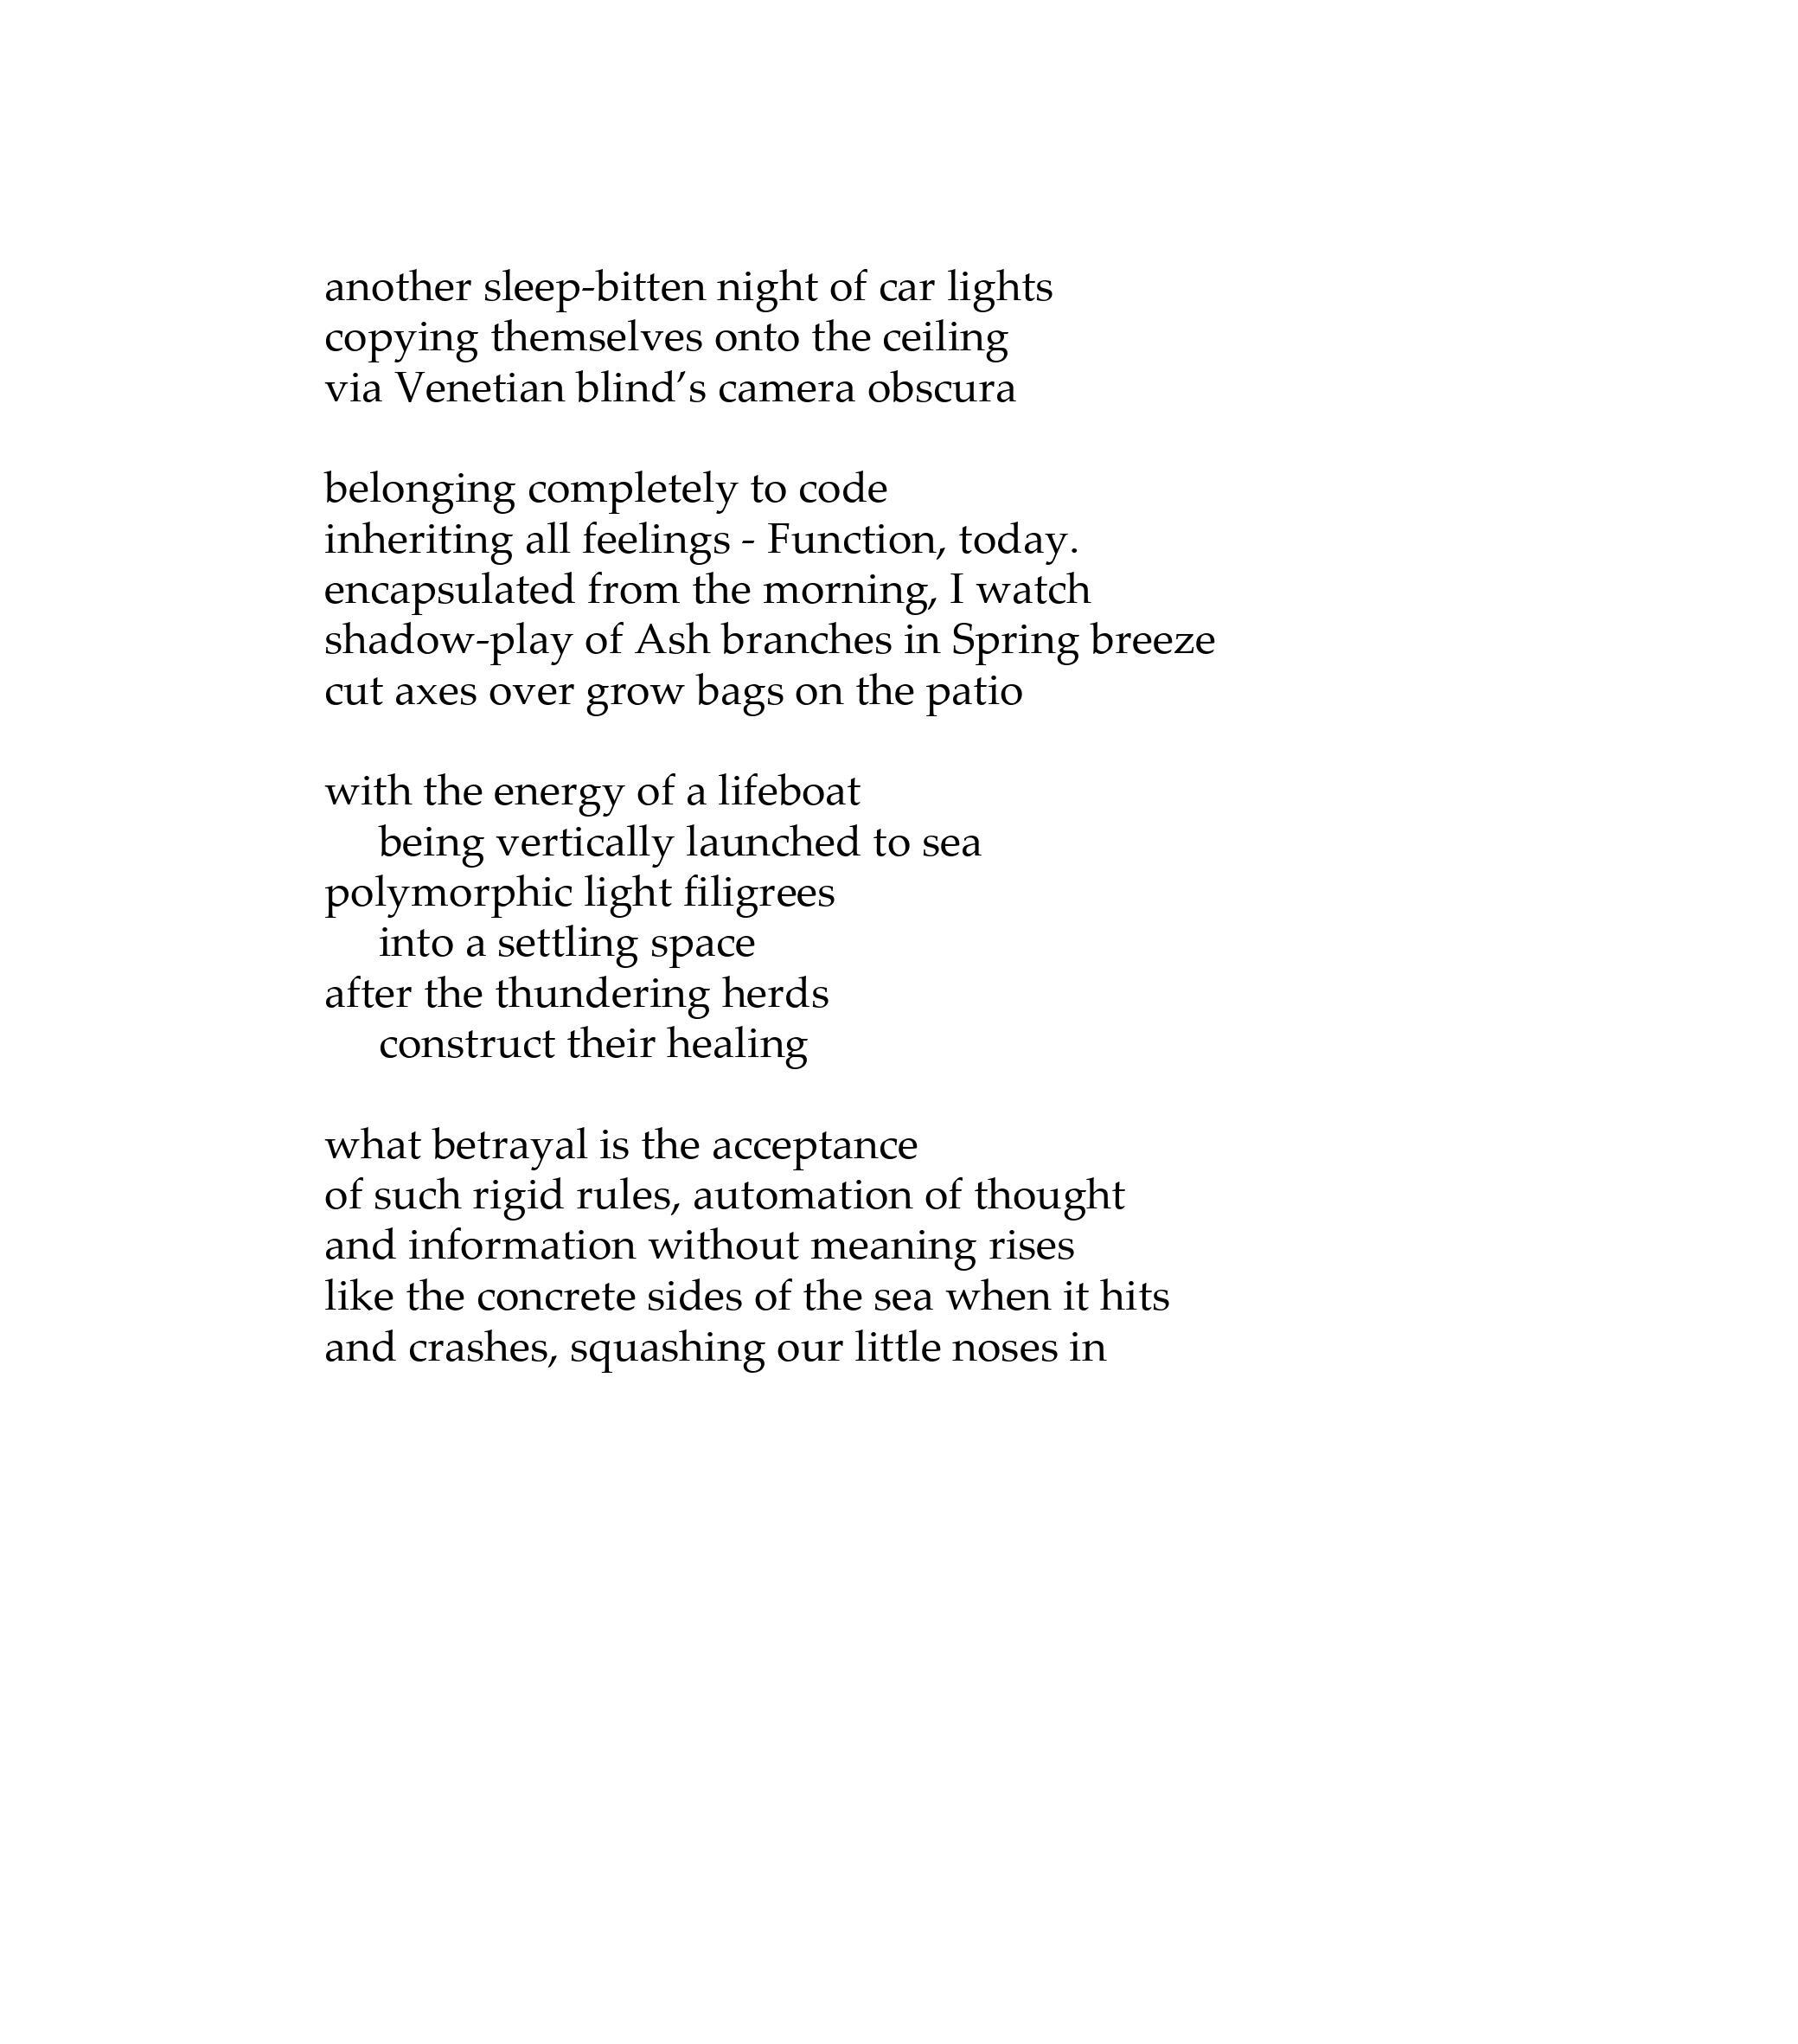 another sleep-bitten night of car lights
copying themselves onto the ceiling
via Venetian blind’s camera obscura

belonging completely to code
inheriting all feelings - Function, today.
encapsulated from the morning, I watch
shadow-play of Ash branches in Spring breeze
cut axes over grow bags on the patio

with the energy of a lifeboat
being vertically launched to sea
polymorphic light filigrees
into a settling space
after the thundering herds
construct their healing

what betrayal is the acceptance
of such rigid rules, automation of thought
and information without meaning rises
like the concrete sides of the sea when it hits
and crashes, squashing our little noses in